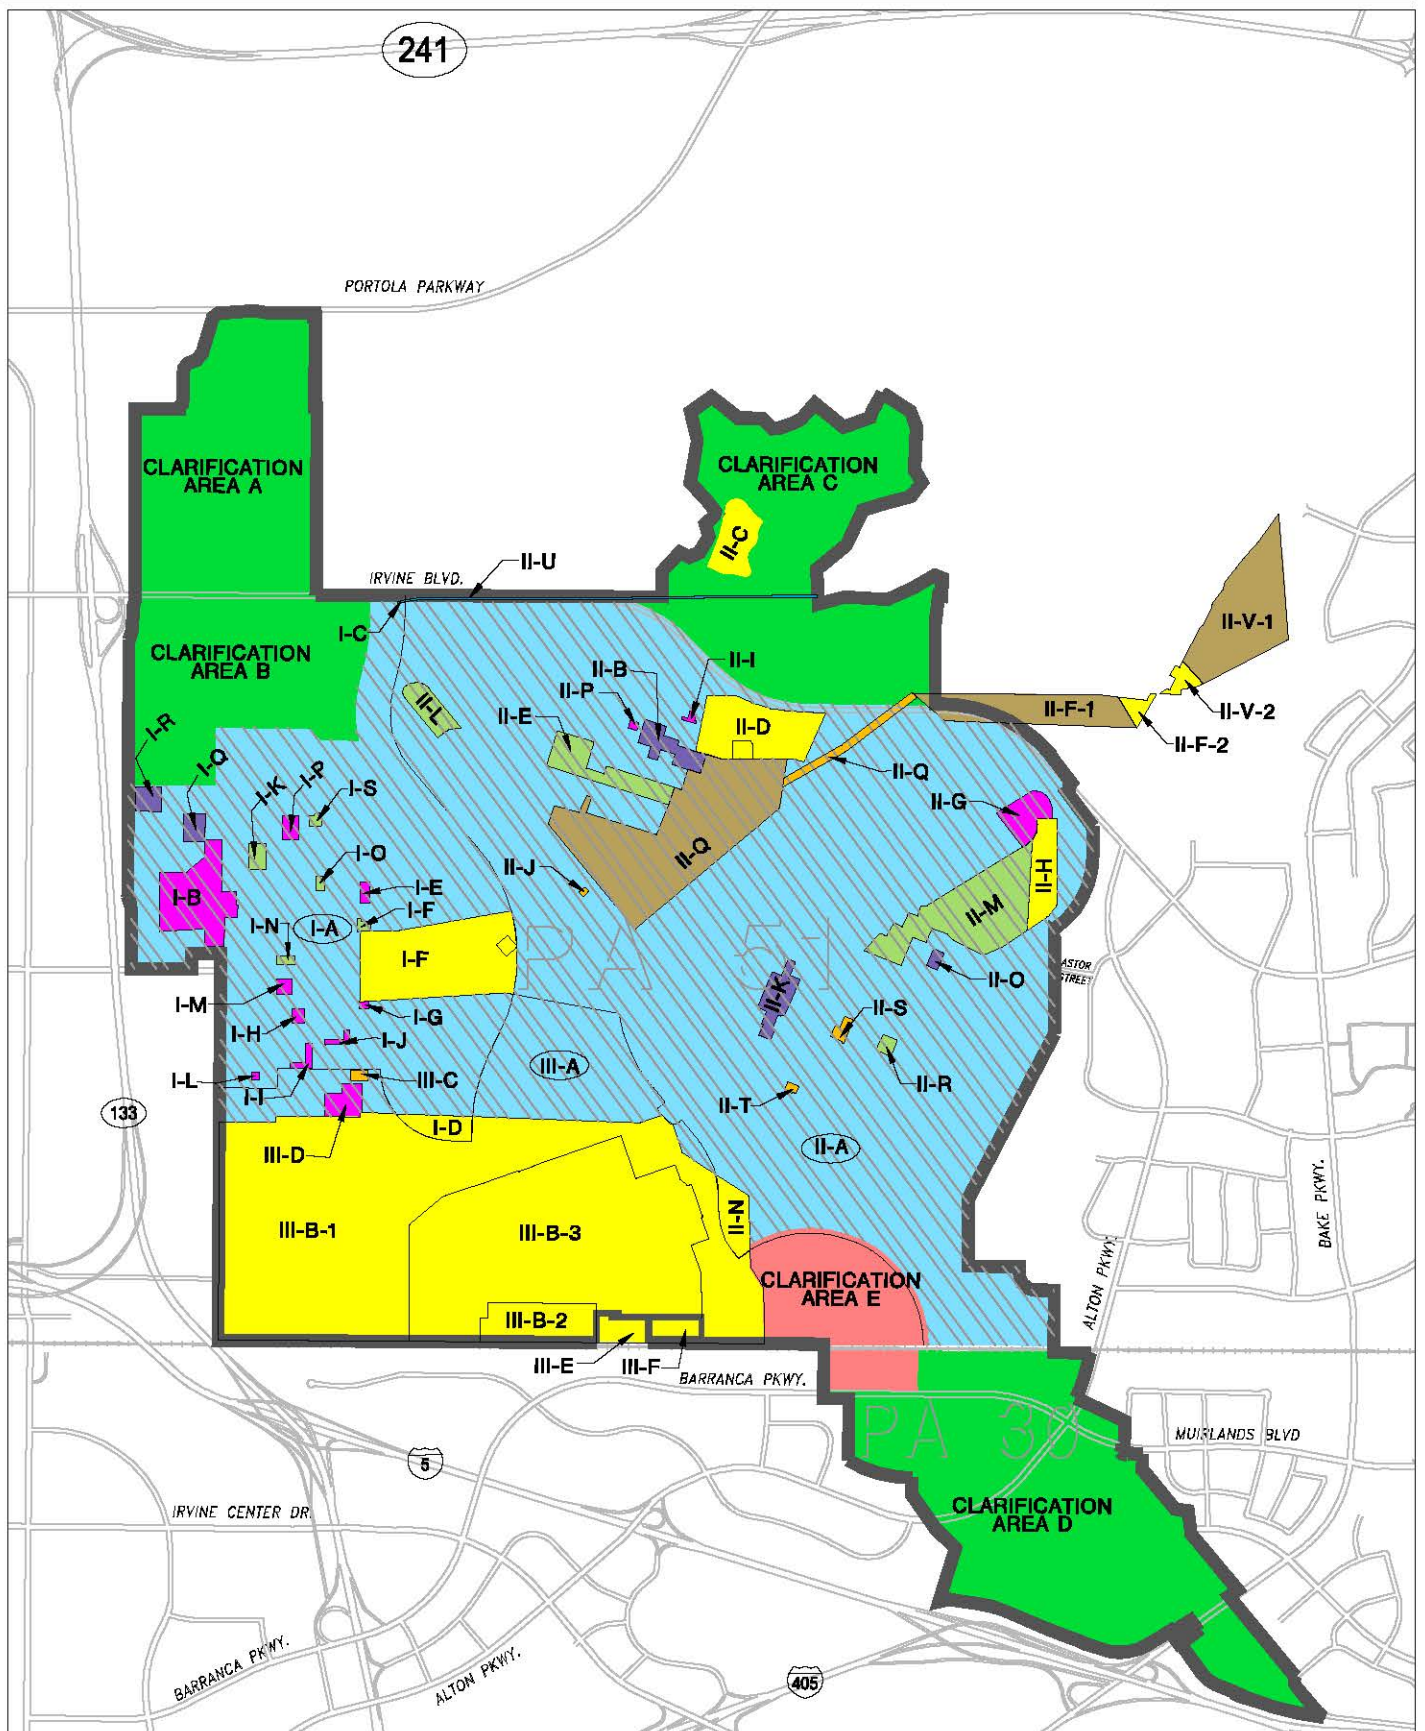 241
PORTOLA PARKWAY
CLARIFICATION
AREA A
CLARIFICATION
AREA C
II-C
II-U
IRVINE BLVD.
I-C
II-V-1
CLARIFICATION
AREA B
II-B
II-I
II-P
II-L
II-E
II-D
II-F-1
II-V-2
II-F-2
I-R
I-Q
I-K
I-P
I-S
II-Q
II-G
I-O
II-J
II-Q
II-H
I-B
I-E
I-F
II-M
I-N
I-A
I-F
PA 51
ASTOR
STREET
II-O
I-M
II-K
I-G
II-S
I-H
I-J
III-A
I-L
I-I
III-C
II-R
II-T
133
I-D
III-D
II-A
BAKE PKWY.
II-N
III-B-1
III-B-3
ALTON PKWY.
CLARIFICATION
AREA E
III-B-2
III-E
III-F
BARRANCA PKWY.
PA 30
MUIRLANDS BLVD
5
IRVINE CENTER DR.
CLARIFICATION
AREA D
BARRANCA PKWY.
ALTON PKWY.
405